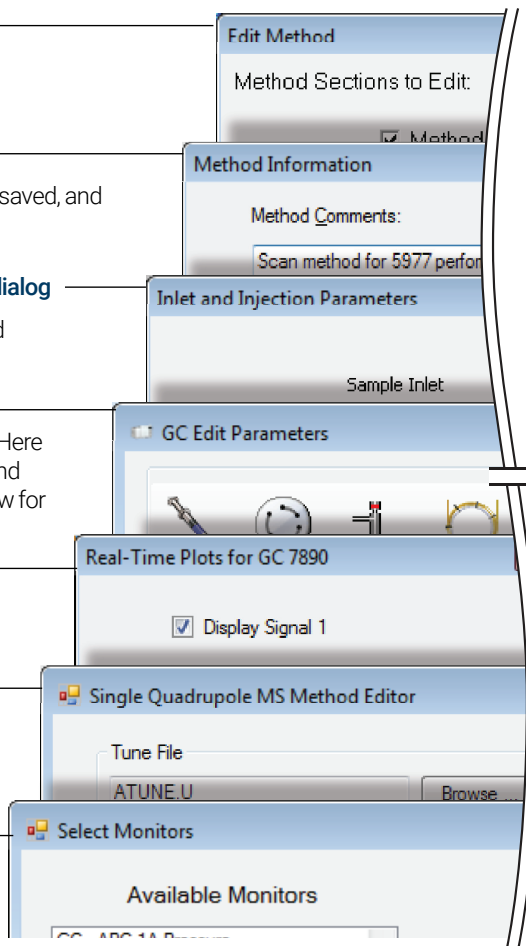 Edit Method
Method Sections to Edit:
Method
Method Information
saved, and
Method Comments:
Scan method for 5977 perfor
dialog
Inlet and Injection Parameters
Sample Inlet
GC Edit Parameters
Here
nd
w for
Real-Time Plots for GC 7890
Display Signal 1
Single Quadrupole MS Method Editor
Tune File
ATUNE.U
Browse ...
Select Monitors
Available Monitors